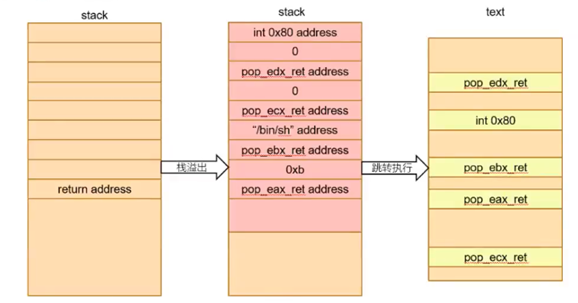 stack
return address
栈溢出
stack
int 0x80 address
0
pop_edx_ret address
0
pop_ecx_ret address
“/bin/sh” address
pop_ebx_ret address
0xb
pop_eax_ret address
跳转执行
text
pop_edx_ret
int 0x80
pop_ebx_ret
pop_eax_ret
pop_ecx_ret